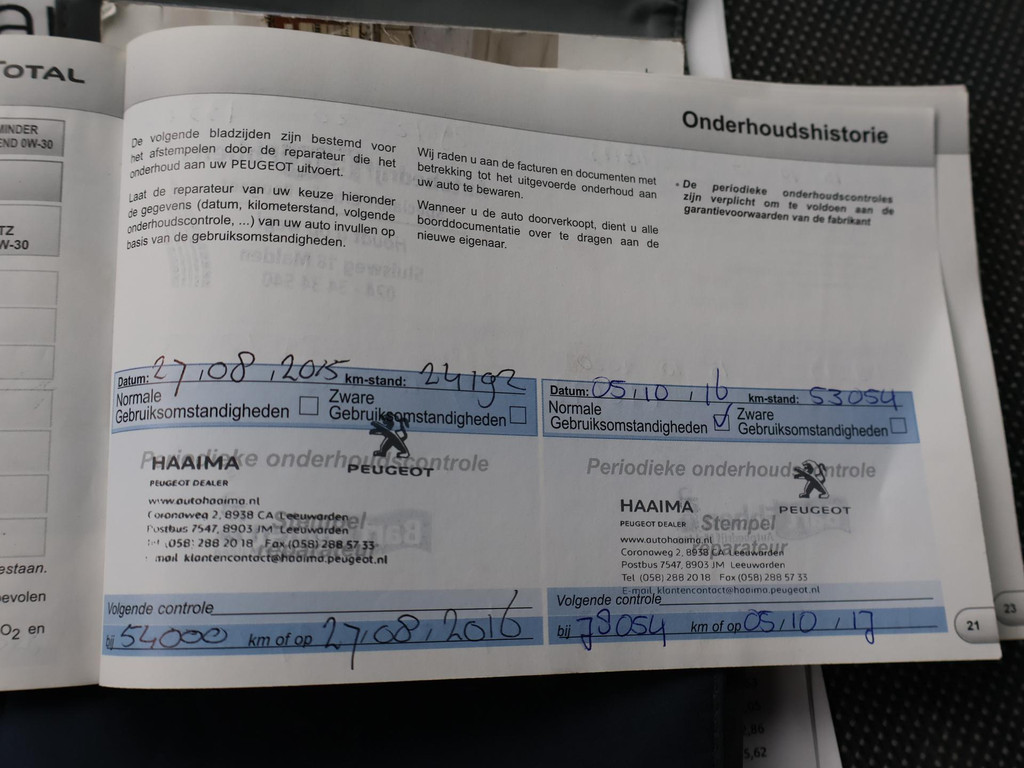 TOTAL
MINDER
END 0W-30
TZ
W-30
estaan.
evolen
O2 en
Onderhoudshistorie
De volgende bladzijden zijn bestemd voor
het afstempelen door de reparateur die het
onderhoud aan uw PEUGEOT uitvoert.
Laat de reparateur van uw keuze hieronder
de gegevens (datum, kilometerstand, volgende
onderhoudscontrole, ...) van uw auto invullen op
basis van de gebruiksomstandigheden.
Wij raden u aan de facturen en documenten met
betrekking tot het uitgevoerde onderhoud aan
uw auto te bewaren.
Wanneer u de auto doorverkoopt, dient u alle
boorddocumentatie over te dragen aan de
nieuwe eigenaar.
• De periodieke onderhoudscontroles
zijn verplicht om te voldoen aan de
garantievoorwaarden van de fabrikant
Datum: 27,08,2015 km-stand: 24192
Normale
Gebruiksomstandigheden
Zware
Gebruiksomstandigheden
Periodieke onderhoudscontrole
HAAIMA
PEUGEOT DEALER
PEUGEOT
www.autohaaima.nl
Coronaweg 2, 8938 CA Leeuwarden
Postbus 7547, 8903 JM Leeuwarden
Tel (058) 288 20 18 Fax (058) 288 57 33
mail klantencontact@haaima.peugeot.nl
Stempel
Volgende controle
bij 54000 km of op 27,08,2016
Datum: 05,10,16 km-stand: 53054
Normale
Gebruiksomstandigheden
Zware
Gebruiksomstandigheden
Periodieke onderhoudscontrole
HAAIMA
PEUGEOT DEALER
PEUGEOT
Stempel
reparateur
www.autohaaima.nl
Coronaweg 2, 8938 CA Leeuwarden
Postbus 7547, 8903 JM Leeuwarden
Tel (058) 288 20 18 Fax (058) 288 57 33
E-mail klantencontact@haaima.peugeot.nl
Volgende controle
bij 78054 km of op 05,10,17
21
23
5,62